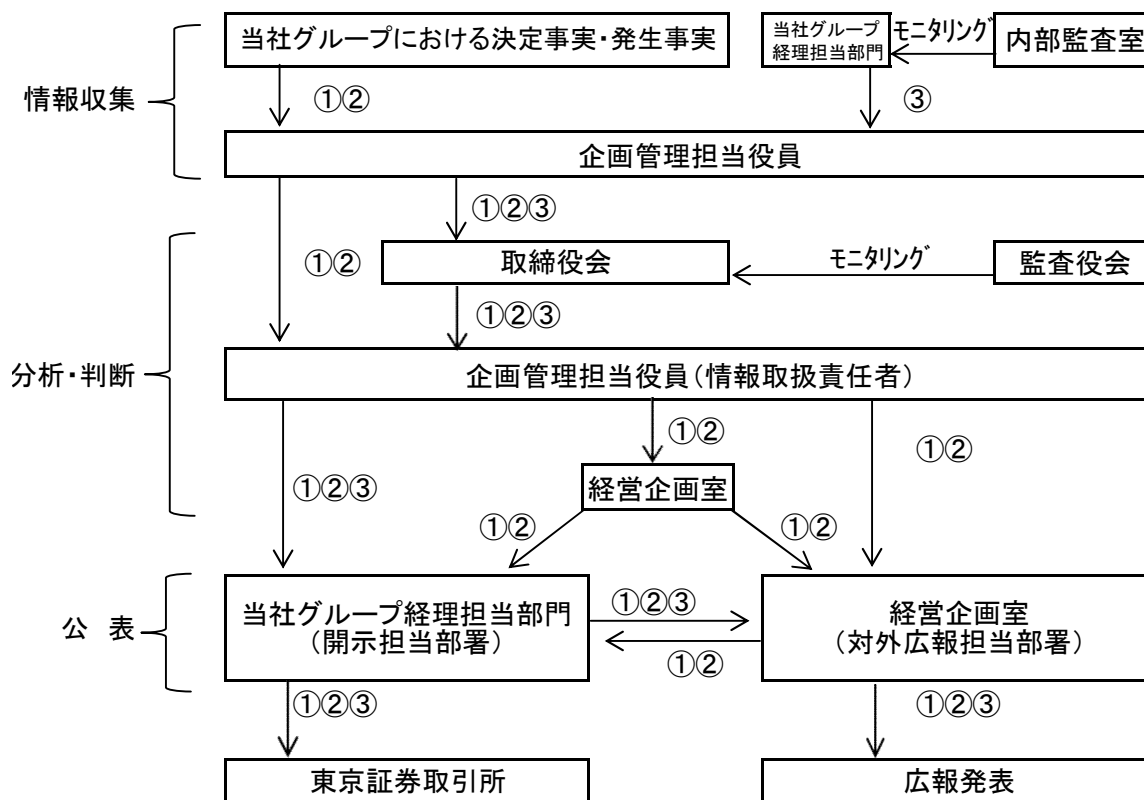 当社グループにおける決定事実・発生事実
当社グループ
経理担当部門
モニタリング
内部監査室
情報収集
①②
③
企画管理担当役員
①②③
①②
取締役会
モニタリング
監査役会
①②③
分析・判断
企画管理担当役員(情報取扱責任者)
①②
①②
①②③
経営企画室
①②
①②
公 表
当社グループ経理担当部門
(開示担当部署)
①②③
①②
経営企画室
(対外広報担当部署)
①②③
①②③
東京証券取引所
広報発表